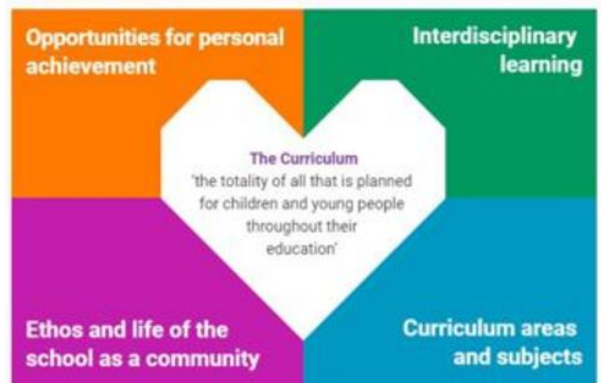 Opportunities for personal
achievement
Interdisciplinary
learning
The Curriculum
'the totality of all that is planned
for children and young people
throughout their
education'
Ethos and life of the
school as a community
Curriculum areas
and subjects